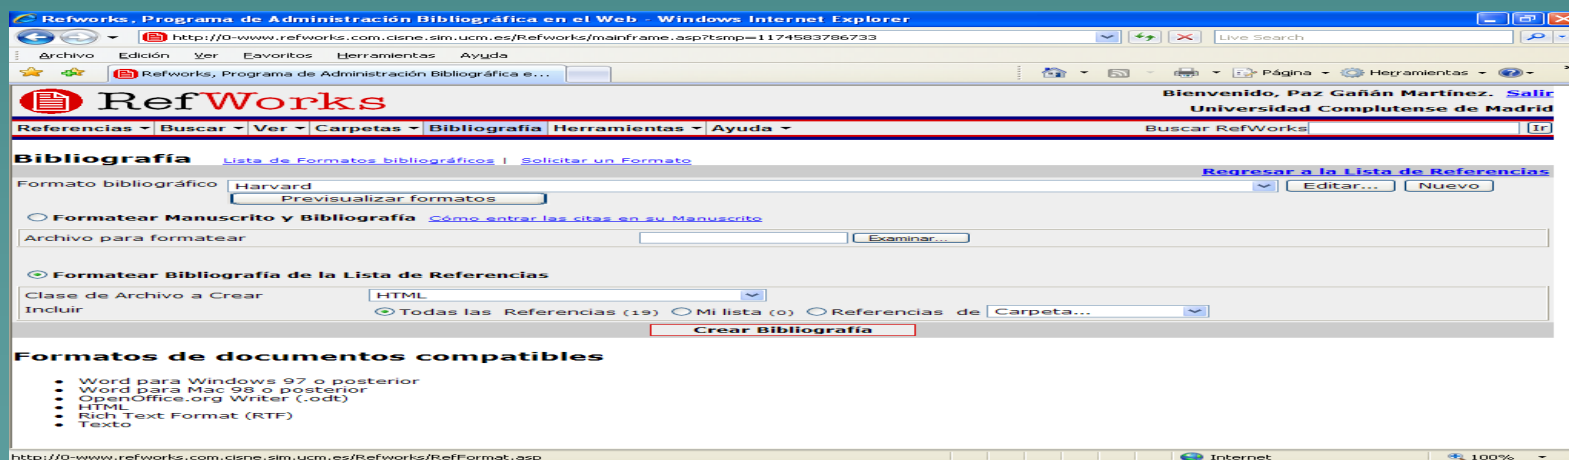 Refworks, Programa de Administración Bibliográfica en el Web - Windows Internet Explorer
http://0-www.refworks.com.cisne.sim.ucm.es/Refworks/mainframe.asp?tsmp=1174583786733 Live Search
Archivo Edición Ver Favoritos Herramientas Ayuda
Refworks, Programa de Administración Bibliográfica e... Página Herramientas
RefWorks Bienvenido, Paz Gañán Martínez. Salir
Universidad Complutense de Madrid
Referencias Buscar Ver Carpetas Bibliografía Herramientas Ayuda Buscar RefWorks Ir
Bibliografía Lista de Formatos bibliográficos | Solicitar un Formato
Regresar a la Lista de Referencias
Formato bibliográfico Harvard Editar... Nuevo
Previsualizar formatos
Formatear Manuscrito y Bibliografía Cómo entrar las citas en su Manuscrito
Archivo para formatear Examinar...
Formatear Bibliografía de la Lista de Referencias
Clase de Archivo a Crear HTML
Incluir Todas las Referencias (19) Mi lista (0) Referencias de Carpeta...
Crear Bibliografía
Formatos de documentos compatibles
Word para Windows 97 o posterior
Word para Mac 98 o posterior
OpenOffice.org Writer (.odt)
HTML
Rich Text Format (RTF)
Texto
http://0-www.refworks.com.cisne.sim.ucm.es/Refworks/RefFormat.asp Internet 100%